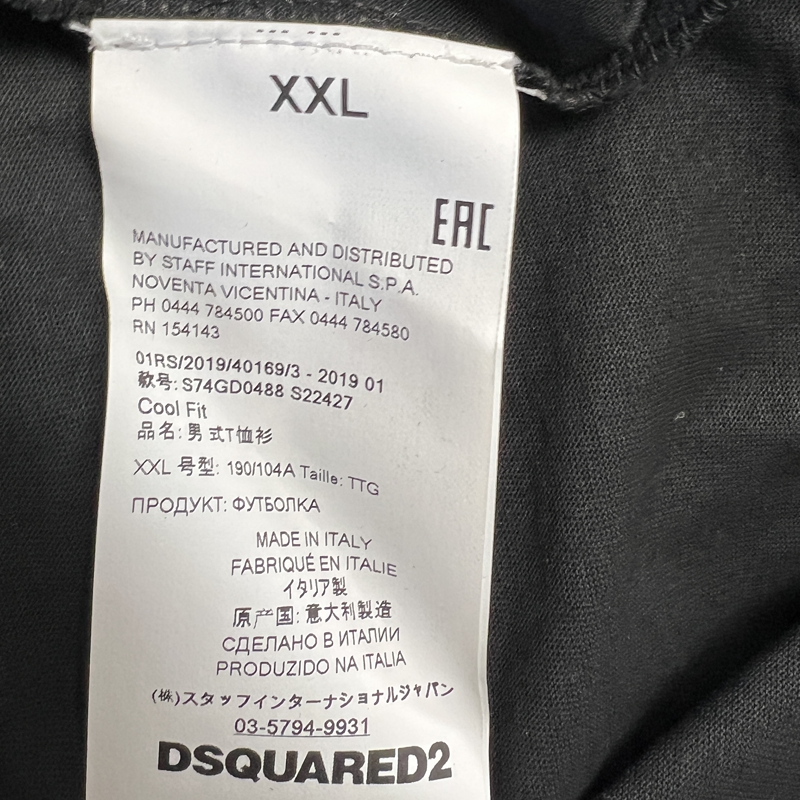 XXL
EAC
MANUFACTURED AND DISTRIBUTED
BY STAFF INTERNATIONAL S.P.A.
NOVENTA VICENTINA - ITALY
PH 0444 784500 FAX 0444 784580
RN 154143
01RS/2019/40169/3 - 2019 01
款号: S74GD0488 S22427
Cool Fit
品名: 男式T恤衫
XXL 号型: 190/104A Taille: TTG
ПРОДУКТ: ФУТБОЛКА
MADE IN ITALY
FABRIQUÉ EN ITALIE
イタリア製
原产国: 意大利製造
СДЕЛАНО В ИТАЛИИ
PRODUZIDO NA ITALIA
(株)スタッフインターナショナルジャパン
03-5794-9931
DSQUARED2